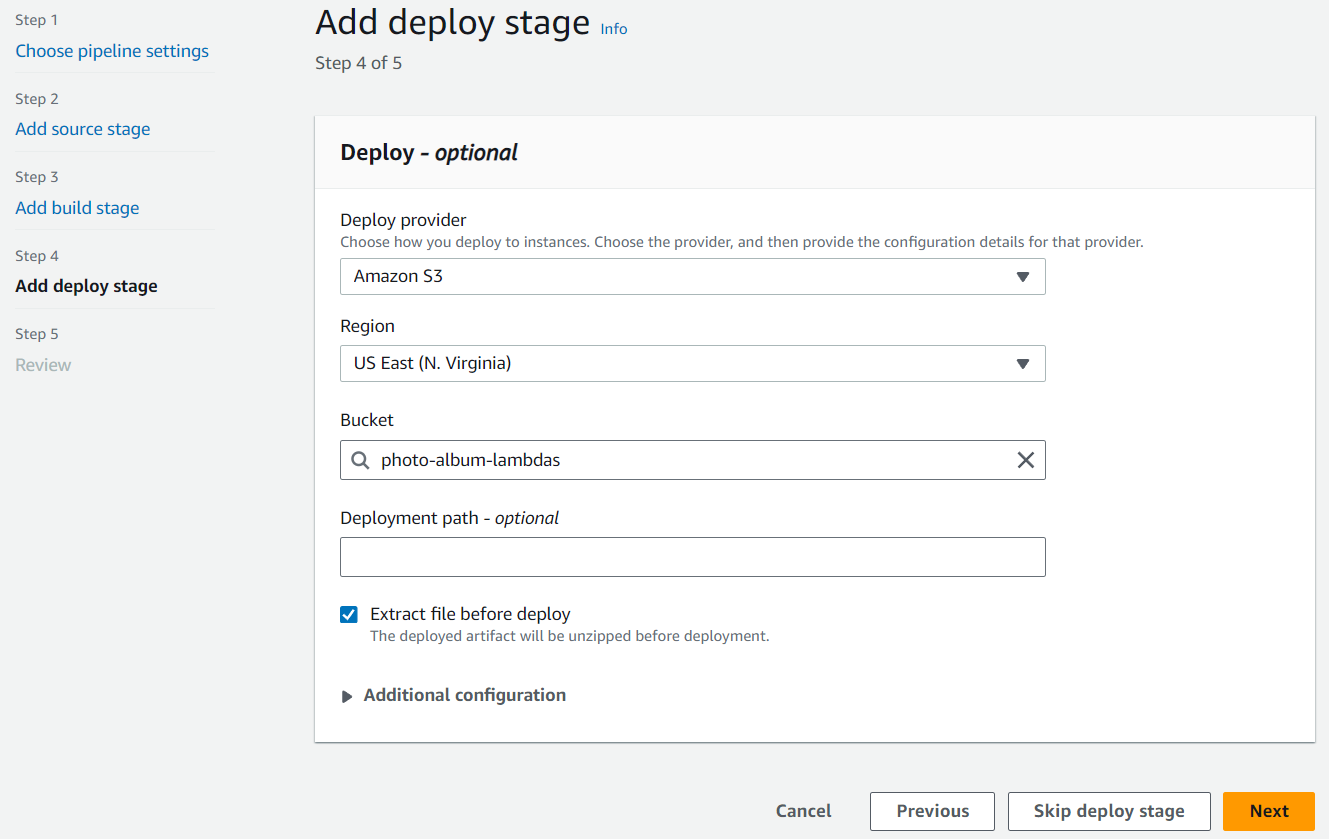 Step 1
Choose pipeline settings
Step 2
Add source stage
Step 3
Add build stage
Step 4
Add deploy stage
Step 5
Review
Add deploy stage Info
Step 4 of 5
Deploy - optional
Deploy provider
Choose how you deploy to instances. Choose the provider, and then provide the configuration details for that provider.
Amazon S3
Region
US East (N. Virginia)
Bucket
photo-album-lambdas
Deployment path - optional
Extract file before deploy
The deployed artifact will be unzipped before deployment.
Additional configuration
Cancel Previous Skip deploy stage Next